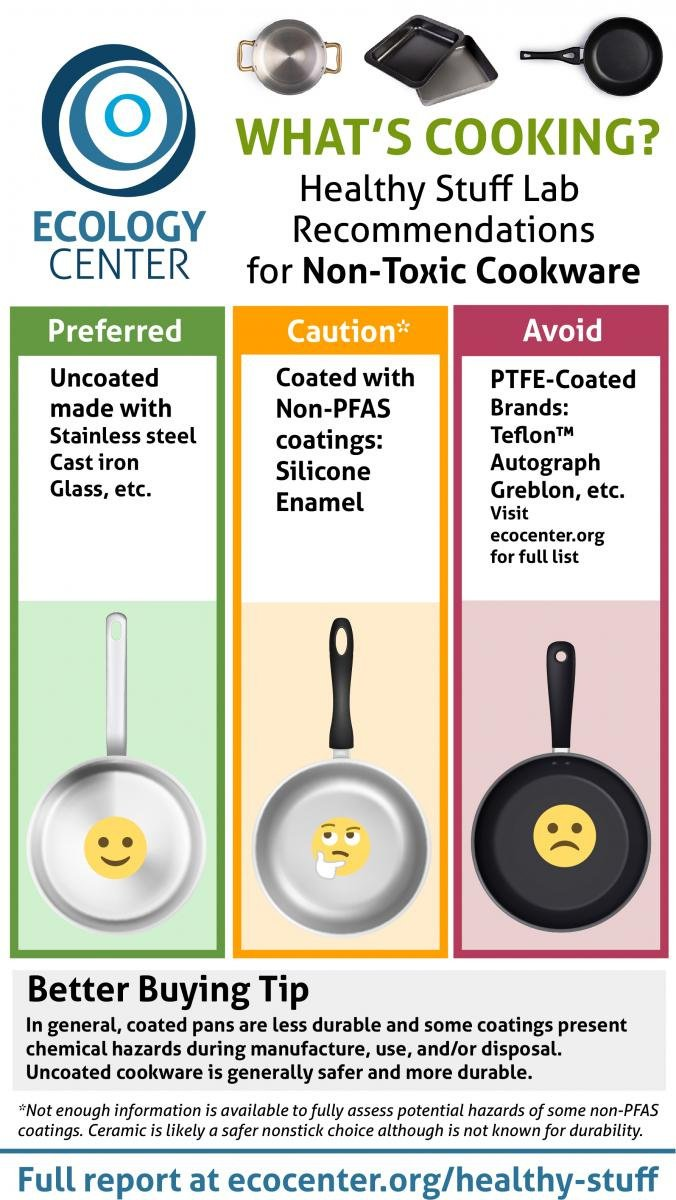 ECOLOGY
CENTER
WHAT'S COOKING?
Healthy Stuff Lab
Recommendations
for Non-Toxic Cookware
Preferred
Uncoated
made with
Stainless steel
Cast iron
Glass, etc.
Caution*
Coated with
Non-PFAS
coatings:
Silicone
Enamel
Avoid
PTFE-Coated
Brands:
Teflon™
Autograph
Greblon, etc.
Visit
ecocenter.org
for full list
Better Buying Tip
In general, coated pans are less durable and some coatings present
chemical hazards during manufacture, use, and/or disposal.
Uncoated cookware is generally safer and more durable.
*Not enough information is available to fully assess potential hazards of some non-PFAS
coatings. Ceramic is likely a safer nonstick choice although is not known for durability.
Full report at ecocenter.org/healthy-stuff